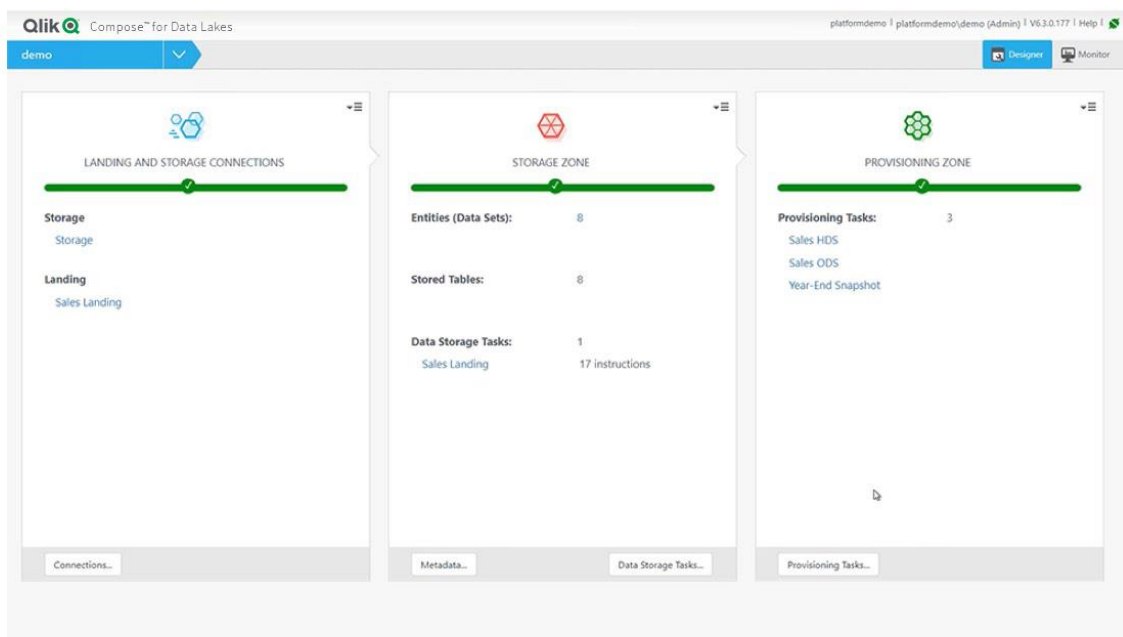 Qlik Compose™ for Data Lakes
platformdemo | platformdemo\demo (Admin) | V6.3.0.177 | Help |
demo
Designer
Monitor
LANDING AND STORAGE CONNECTIONS
Storage
Storage
Landing
Sales Landing
Connections...
STORAGE ZONE
Entities (Data Sets): 8
Stored Tables: 8
Data Storage Tasks: 1
Sales Landing 17 instructions
Metadata... Data Storage Tasks...
PROVISIONING ZONE
Provisioning Tasks: 3
Sales HDS
Sales ODS
Year-End Snapshot
Provisioning Tasks...